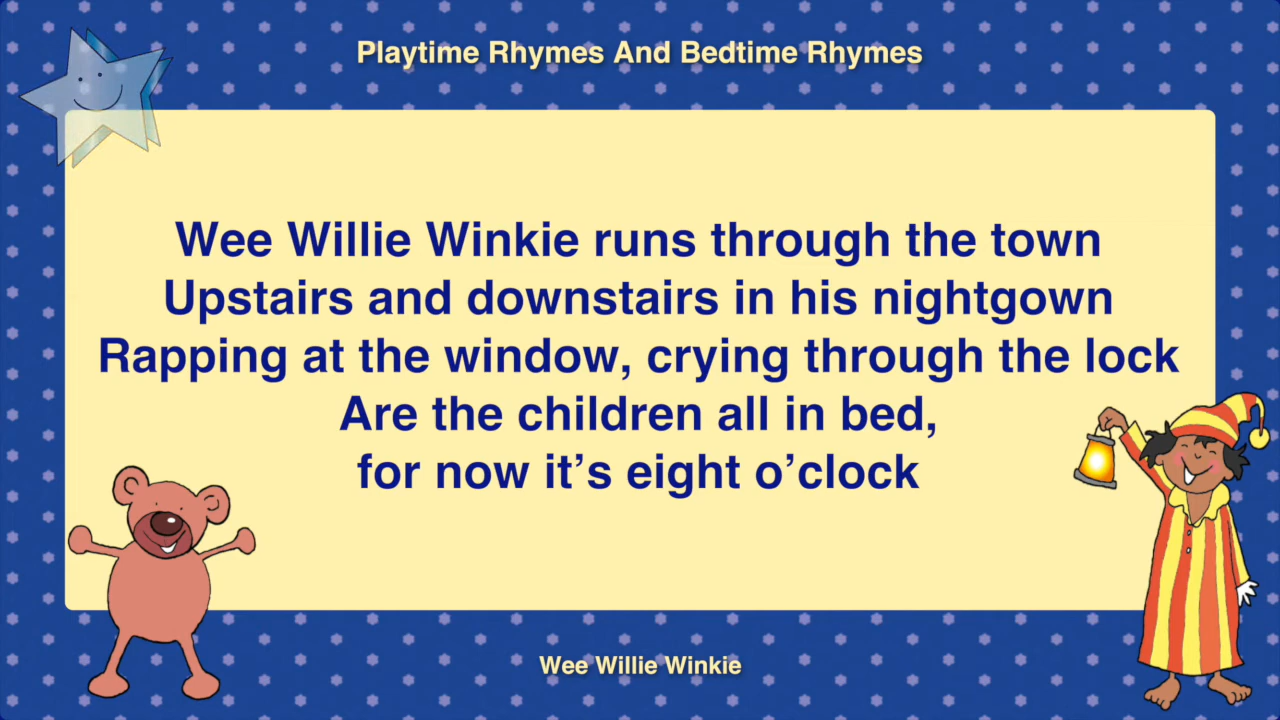 Playtime Rhymes And Bedtime Rhymes
Wee Willie Winkie runs through the town
Upstairs and downstairs in his nightgown
Rapping at the window, crying through the lock
Are the children all in bed,
for now it’s eight o’clock
Wee Willie Winkie